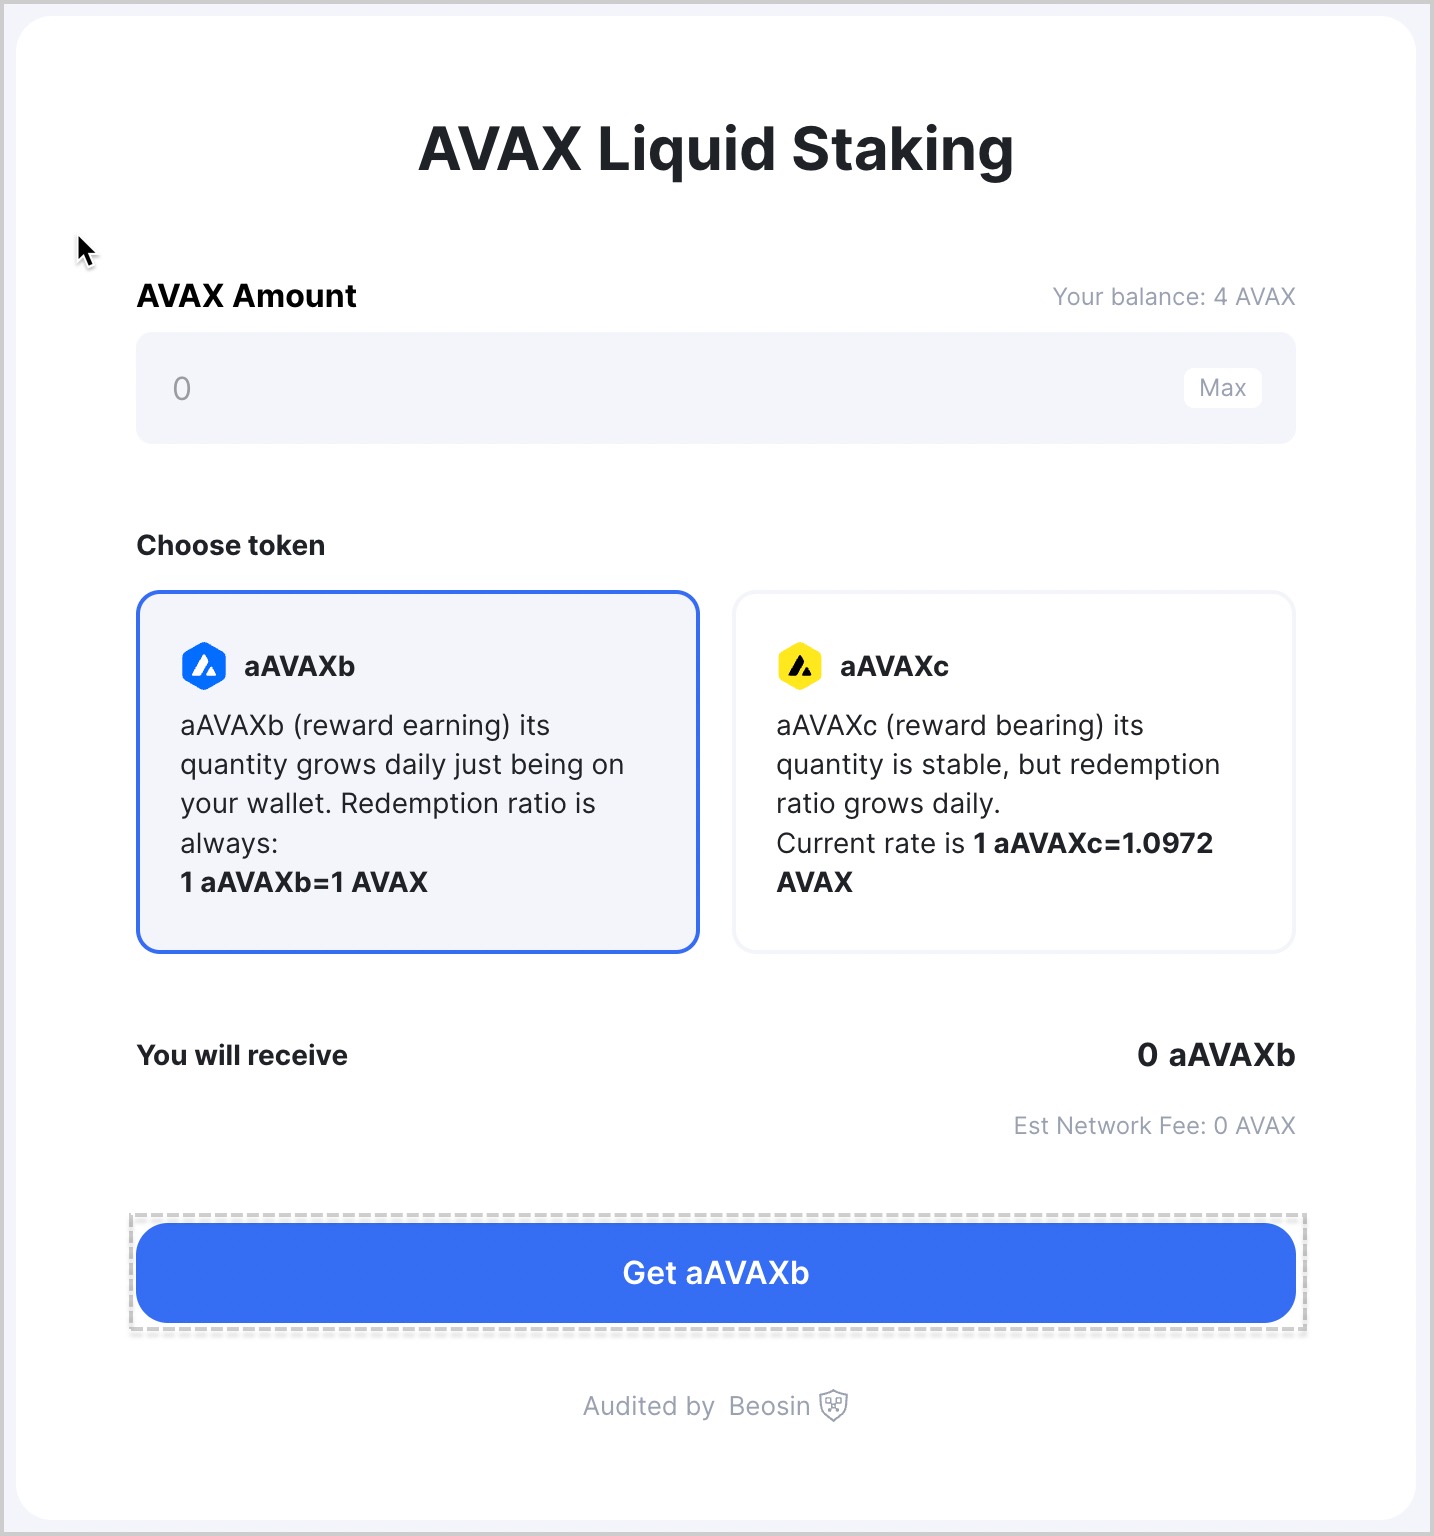 AVAX Liquid Staking
AVAX Amount
Your balance: 4 AVAX
0
Max
Choose token
aAVAXb
aAVAXb (reward earning) its
quantity grows daily just being on
your wallet. Redemption ratio is
always:
1 aAVAXb=1 AVAX
aAVAXc
aAVAXc (reward bearing) its
quantity is stable, but redemption
ratio grows daily.
Current rate is 1 aAVAXc=1.0972
AVAX
You will receive
0 aAVAXb
Est Network Fee: 0 AVAX
Get aAVAXb
Audited by Beosin